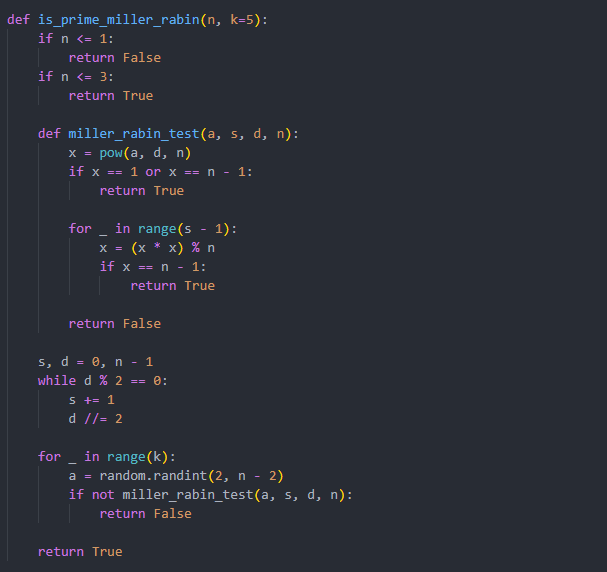 def is_prime_miller_rabin(n, k=5):
    if n <= 1:
        return False
    if n <= 3:
        return True

    def miller_rabin_test(a, s, d, n):
        x = pow(a, d, n)
        if x == 1 or x == n - 1:
            return True

        for _ in range(s - 1):
            x = (x * x) % n
            if x == n - 1:
                return True

        return False

    s, d = 0, n - 1
    while d % 2 == 0:
        s += 1
        d //= 2

    for _ in range(k):
        a = random.randint(2, n - 2)
        if not miller_rabin_test(a, s, d, n):
            return False

    return True